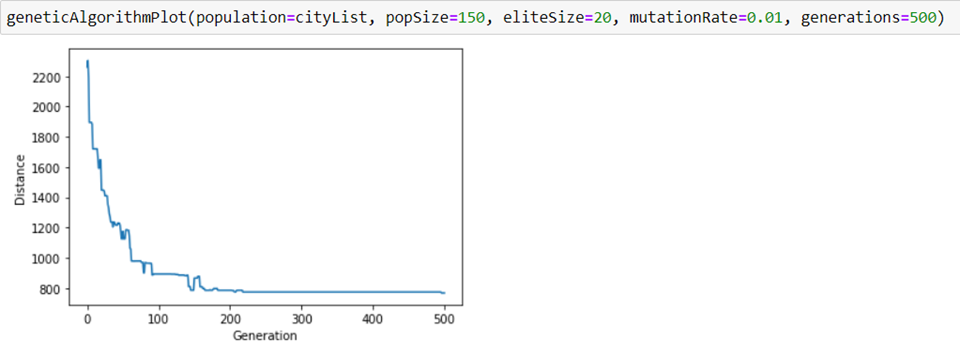 geneticAlgorithmPlot(population=cityList, popSize=150, eliteSize=20, mutationRate=0.01, generations=500)
2200
2000
1800
1600
1400
1200
1000
800
Distance
0 100 200 300 400 500
Generation